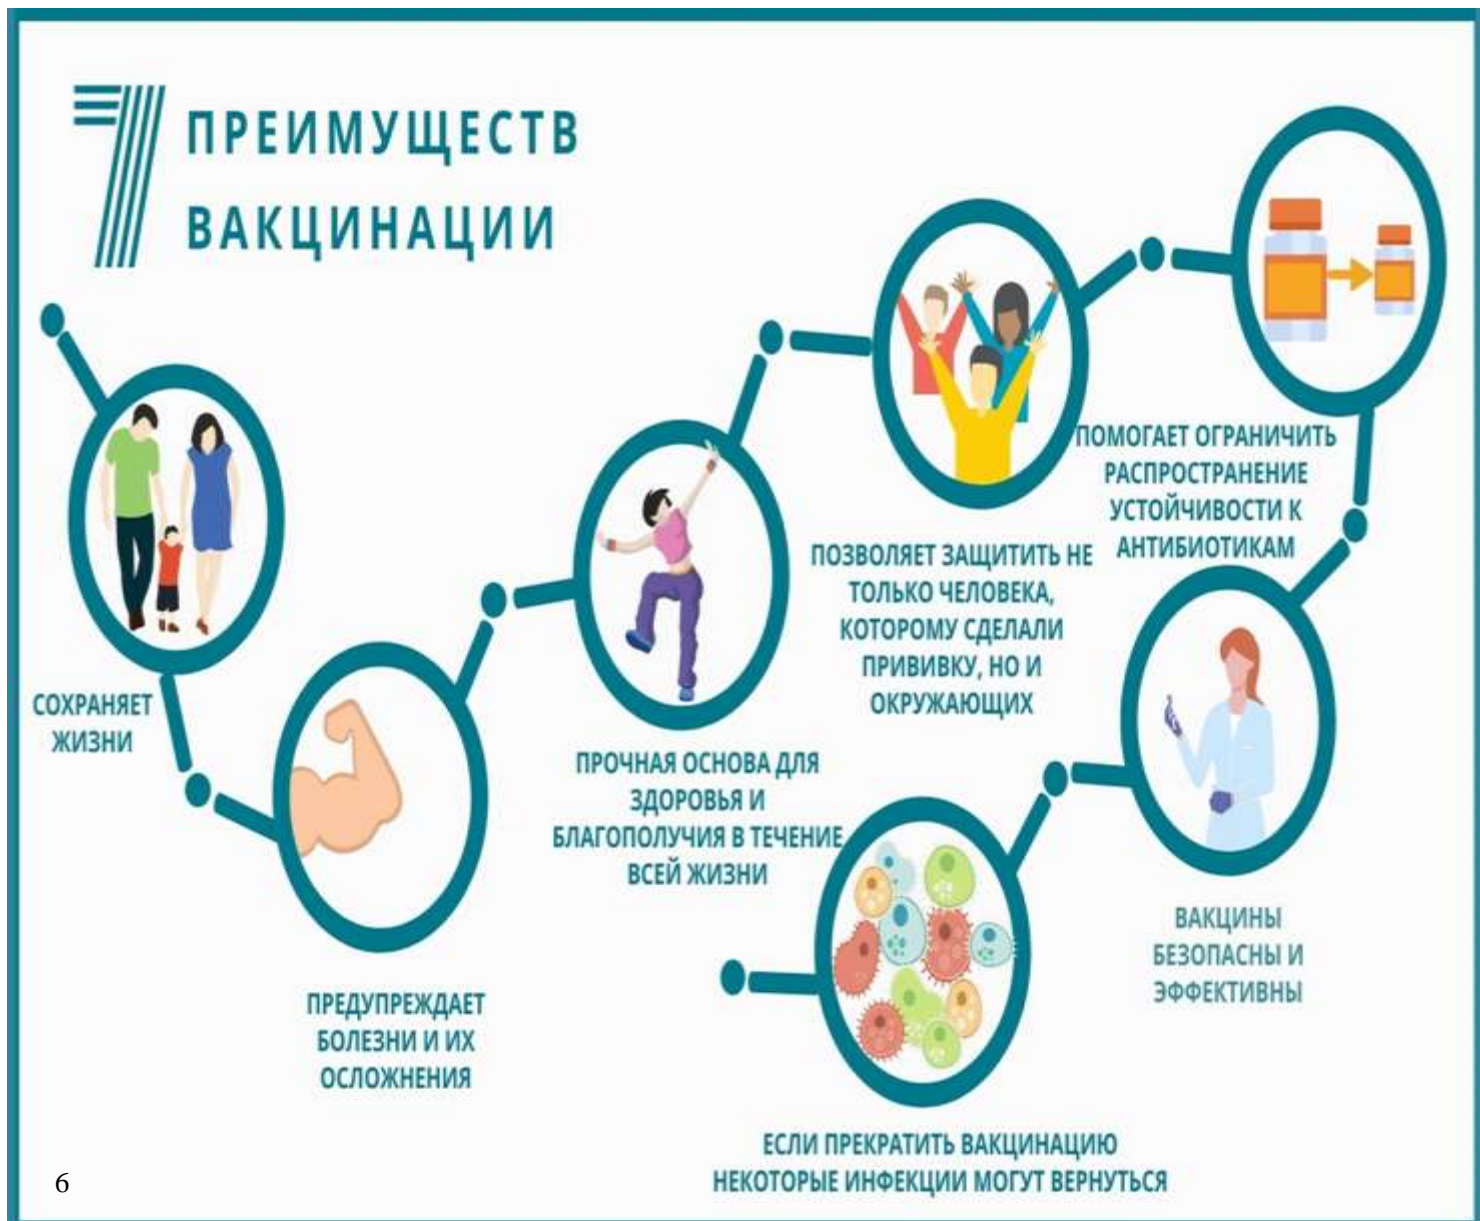 7 ПРЕИМУЩЕСТВ
ВАКЦИНАЦИИ
СОХРАНЯЕТ
ЖИЗНИ
ПРЕДУПРЕЖДАЕТ
БОЛЕЗНИ И ИХ
ОСЛОЖНЕНИЯ
ПРОЧНАЯ ОСНОВА ДЛЯ
ЗДОРОВЬЯ И
БЛАГОПОЛУЧИЯ В ТЕЧЕНИЕ
ВСЕЙ ЖИЗНИ
ПОЗВОЛЯЕТ ЗАЩИТИТЬ НЕ
ТОЛЬКО ЧЕЛОВЕКА,
КОТОРОМУ СДЕЛАЛИ
ПРИВИВКУ, НО И
ОКРУЖАЮЩИХ
ПОМОГАЕТ ОГРАНИЧИТЬ
РАСПРОСТРАНЕНИЕ
УСТОЙЧИВОСТИ К
АНТИБИОТИКАМ
ВАКЦИНЫ
БЕЗОПАСНЫ И
ЭФФЕКТИВНЫ
ЕСЛИ ПРЕКРАТИТЬ ВАКЦИНАЦИЮ
НЕКОТОРЫЕ ИНФЕКЦИИ МОГУТ ВЕРНУТЬСЯ
6